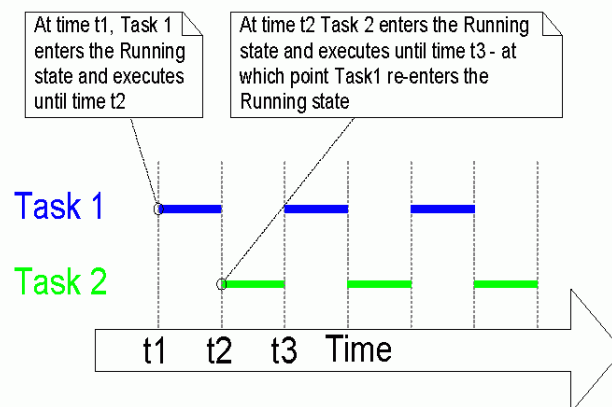 At time t1, Task 1
enters the Running
state and executes
until time t2
At time t2 Task 2 enters the Running
state and executes until time t3 - at
which point Task1 re-enters the
Running state
Task 1
Task 2
t1 t2 t3 Time